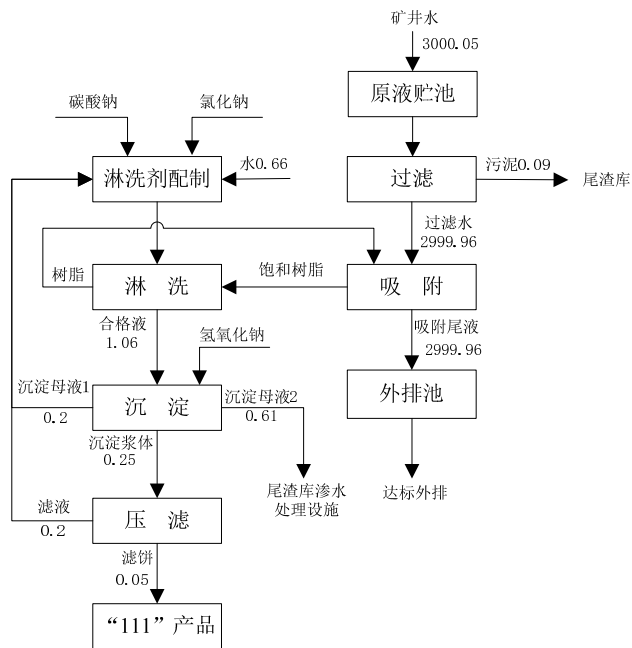 矿井水
3000.05
原液贮池
碳酸钠
氯化钠
淋洗剂配制
水0.66
过滤
污泥0.09
尾渣库
过滤水
2999.96
树脂
淋 洗
饱和树脂
吸 附
合格液
1.06
氢氧化钠
吸附尾液
2999.96
沉淀母液1
0.2
沉 淀
沉淀母液2
0.61
外排池
沉淀浆体
0.25
尾渣库渗水
处理设施
达标外排
滤液
0.2
压 滤
滤饼
0.05
“111”产品